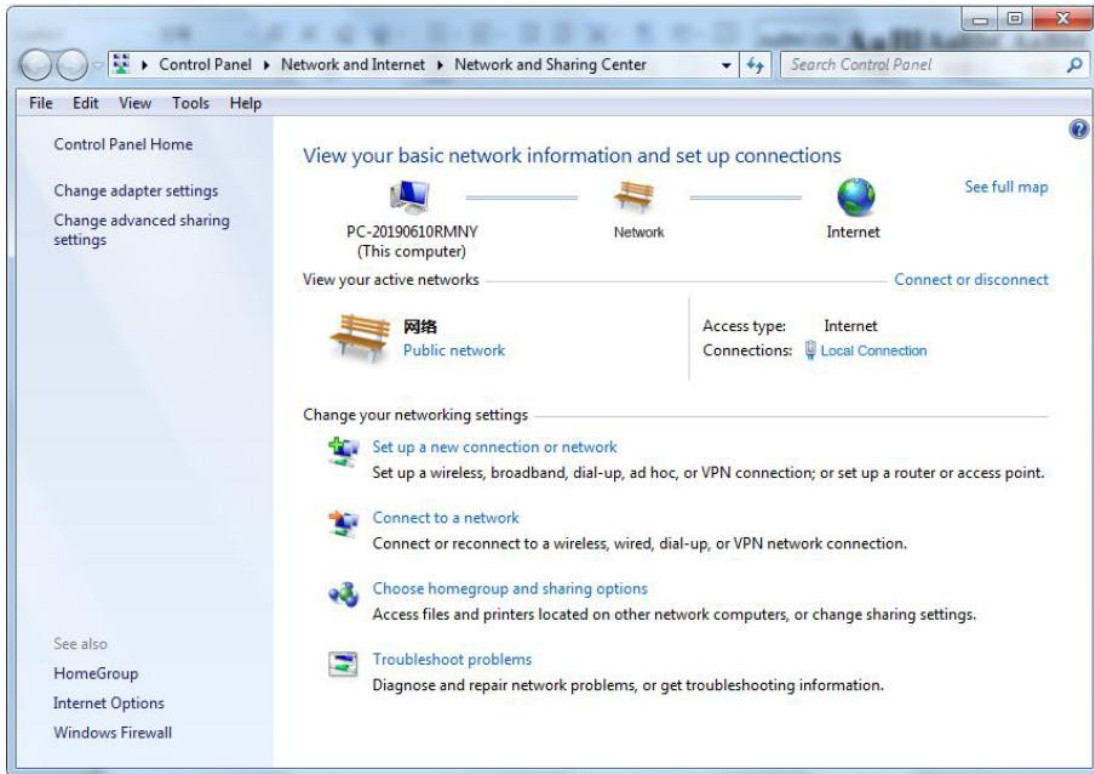 Control Panel ▸ Network and Internet ▸ Network and Sharing Center
Search Control Panel
File Edit View Tools Help
Control Panel Home
Change adapter settings
Change advanced sharing
settings
See also
HomeGroup
Internet Options
Windows Firewall
View your basic network information and set up connections
See full map
PC-20190610RMNY
(This computer)
Network
Internet
View your active networks
Connect or disconnect
网络
Public network
Access type: Internet
Connections: Local Connection
Change your networking settings
Set up a new connection or network
Set up a wireless, broadband, dial-up, ad hoc, or VPN connection; or set up a router or access point.
Connect to a network
Connect or reconnect to a wireless, wired, dial-up, or VPN network connection.
Choose homegroup and sharing options
Access files and printers located on other network computers, or change sharing settings.
Troubleshoot problems
Diagnose and repair network problems, or get troubleshooting information.